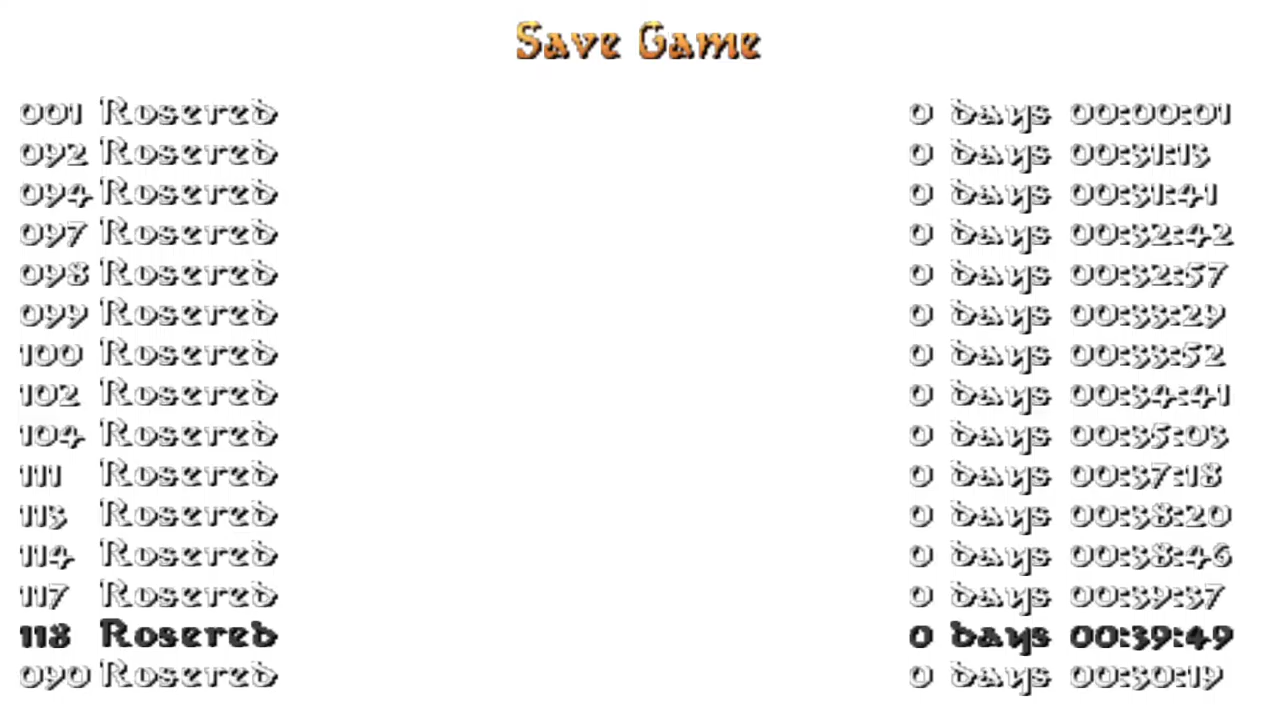 Save Game
001 Rosered 0 days 00:00:01
092 Rosered 0 days 00:31:13
094 Rosered 0 days 00:31:41
097 Rosered 0 days 00:32:42
098 Rosered 0 days 00:32:57
099 Rosered 0 days 00:33:29
100 Rosered 0 days 00:33:52
102 Rosered 0 days 00:34:41
104 Rosered 0 days 00:35:03
111 Rosered 0 days 00:37:18
113 Rosered 0 days 00:38:20
114 Rosered 0 days 00:38:46
117 Rosered 0 days 00:39:37
118 Rosered 0 days 00:39:49
090 Rosered 0 days 00:30:19